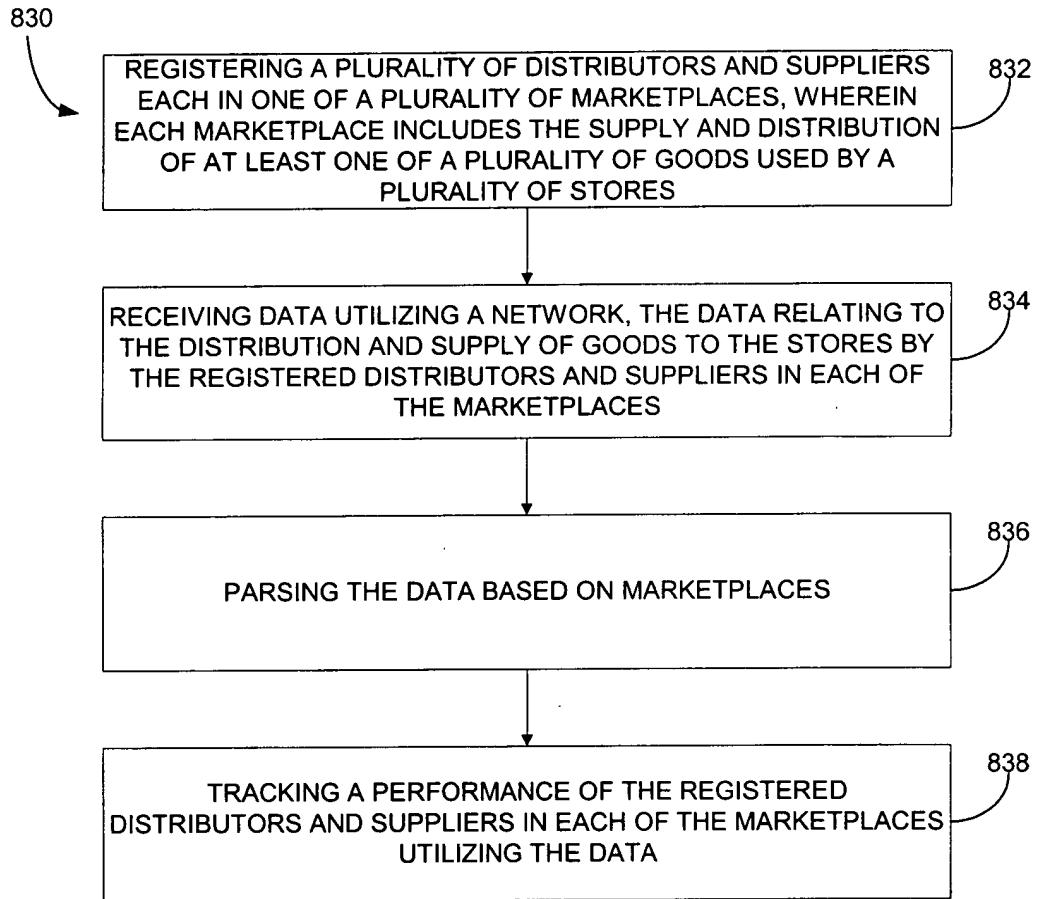 830
REGISTERING A PLURALITY OF DISTRIBUTORS AND SUPPLIERS
EACH IN ONE OF A PLURALITY OF MARKETPLACES, WHEREIN
EACH MARKETPLACE INCLUDES THE SUPPLY AND DISTRIBUTION
OF AT LEAST ONE OF A PLURALITY OF GOODS USED BY A
PLURALITY OF STORES
832
RECEIVING DATA UTILIZING A NETWORK, THE DATA RELATING TO
THE DISTRIBUTION AND SUPPLY OF GOODS TO THE STORES BY
THE REGISTERED DISTRIBUTORS AND SUPPLIERS IN EACH OF
THE MARKETPLACES
834
PARSING THE DATA BASED ON MARKETPLACES
836
TRACKING A PERFORMANCE OF THE REGISTERED
DISTRIBUTORS AND SUPPLIERS IN EACH OF THE MARKETPLACES
UTILIZING THE DATA
838